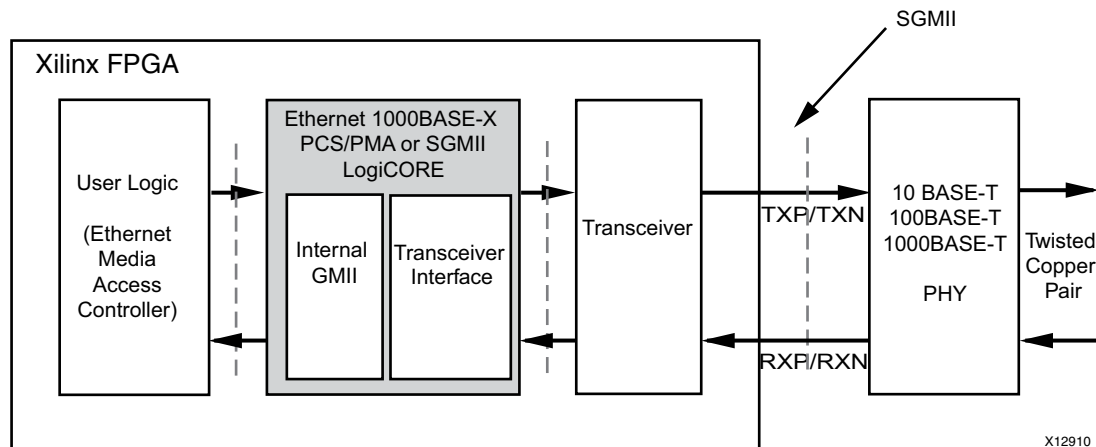 SGMII
Xilinx FPGA
User Logic
(Ethernet
Media
Access
Controller)
Ethernet 1000BASE-X
PCS/PMA or SGMII
LogiCORE
Internal
GMII
Transceiver
Interface
Transceiver
TXP/TXN
RXP/RXN
10 BASE-T
100BASE-T
1000BASE-T
PHY
Twisted
Copper
Pair
X12910